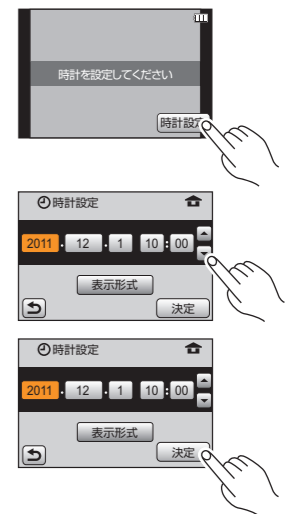 時計を設定してください
時計設定
時計設定
2011 . 12 . 1 10 : 00
表示形式
決定
時計設定
2011 . 12 . 1 10 : 00
表示形式
決定